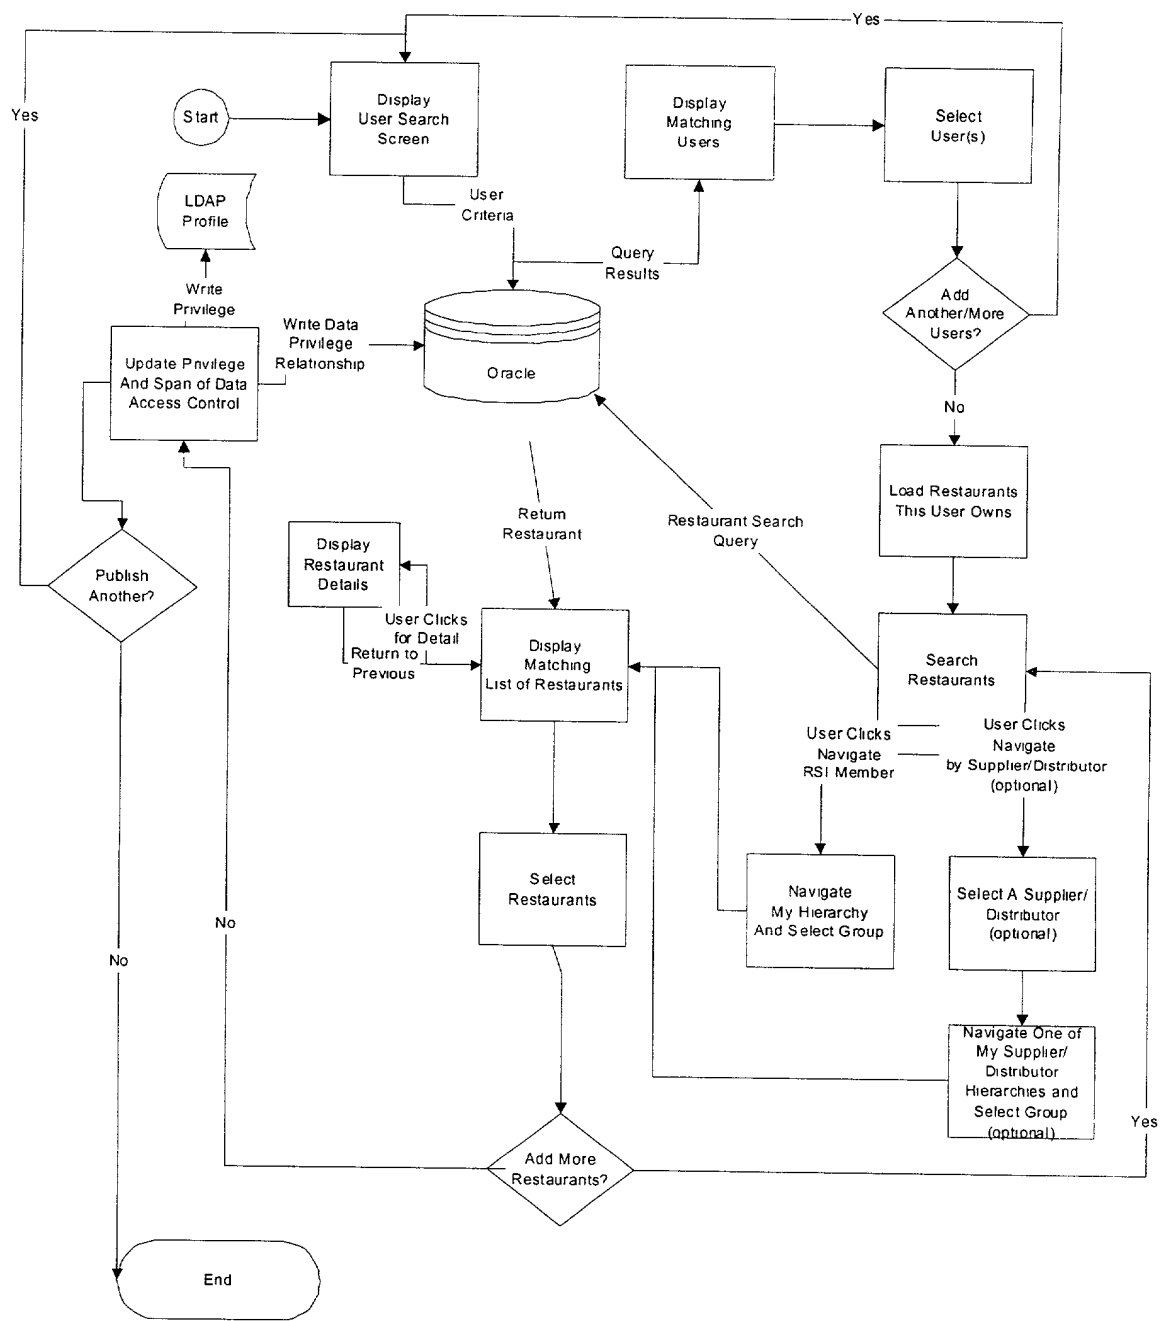 Yes
Yes
Start
Display
User Search
Screen
Display
Matching
Users
Select
User(s)
LDAP
Profile
User
Criteria
Query
Results
Write
Privilege
Add
Another/More
Users?
Write Data
Privilege
Relationship
Update Privilege
And Span of Data
Access Control
Oracle
No
Load Restaurants
This User Owns
Return
Restaurant
Restaurant Search
Query
Display
Restaurant
Details
Publish
Another?
User Clicks
for Detail
Return to
Previous
Display
Matching
List of Restaurants
Search
Restaurants
User Clicks
Navigate
RSI Member
User Clicks
Navigate
by Supplier/Distributor
(optional)
Select
Restaurants
Navigate
My Hierarchy
And Select Group
Select A Supplier/
Distributor
(optional)
No
No
Navigate One of
My Supplier/
Distributor
Hierarchies and
Select Group
(optional)
Yes
Add More
Restaurants?
End